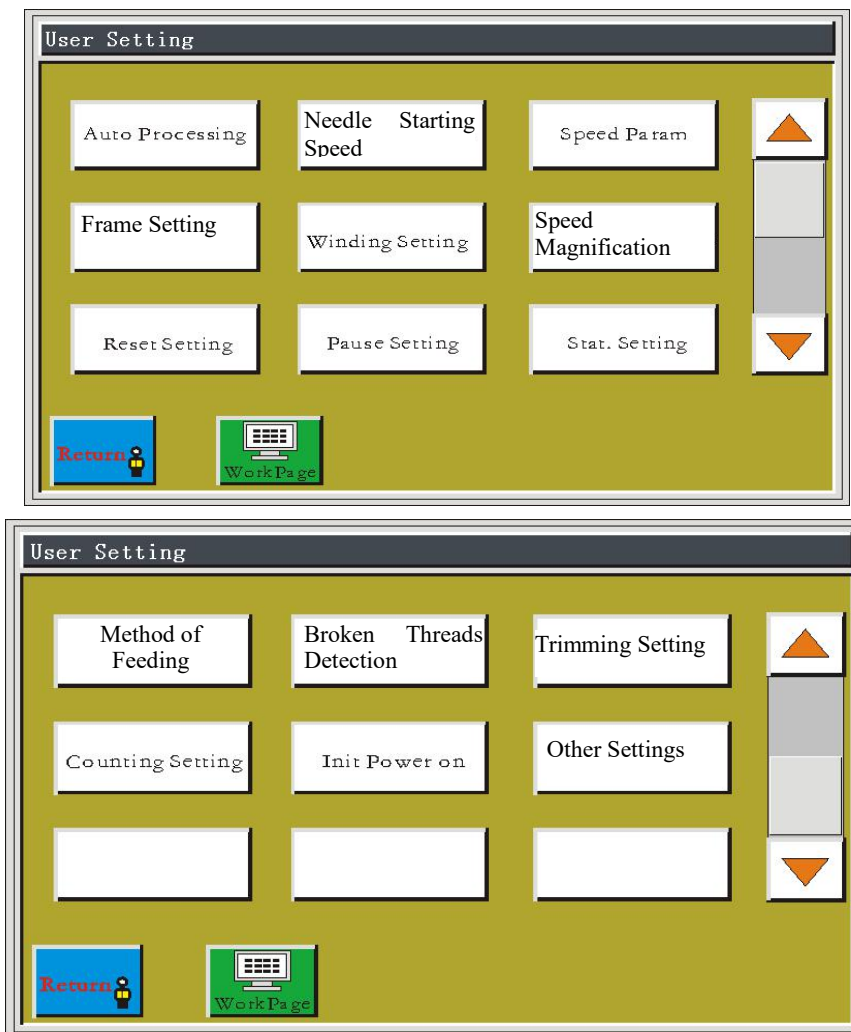 User Setting
Auto Processing
Needle Starting
Speed
Speed Param
Frame Setting
Winding Setting
Speed
Magnification
Reset Setting
Pause Setting
Stat. Setting
Return
WorkPage
User Setting
Method of
Feeding
Broken Threads
Detection
Trimming Setting
Counting Setting
Init Power on
Other Settings
Return
WorkPage